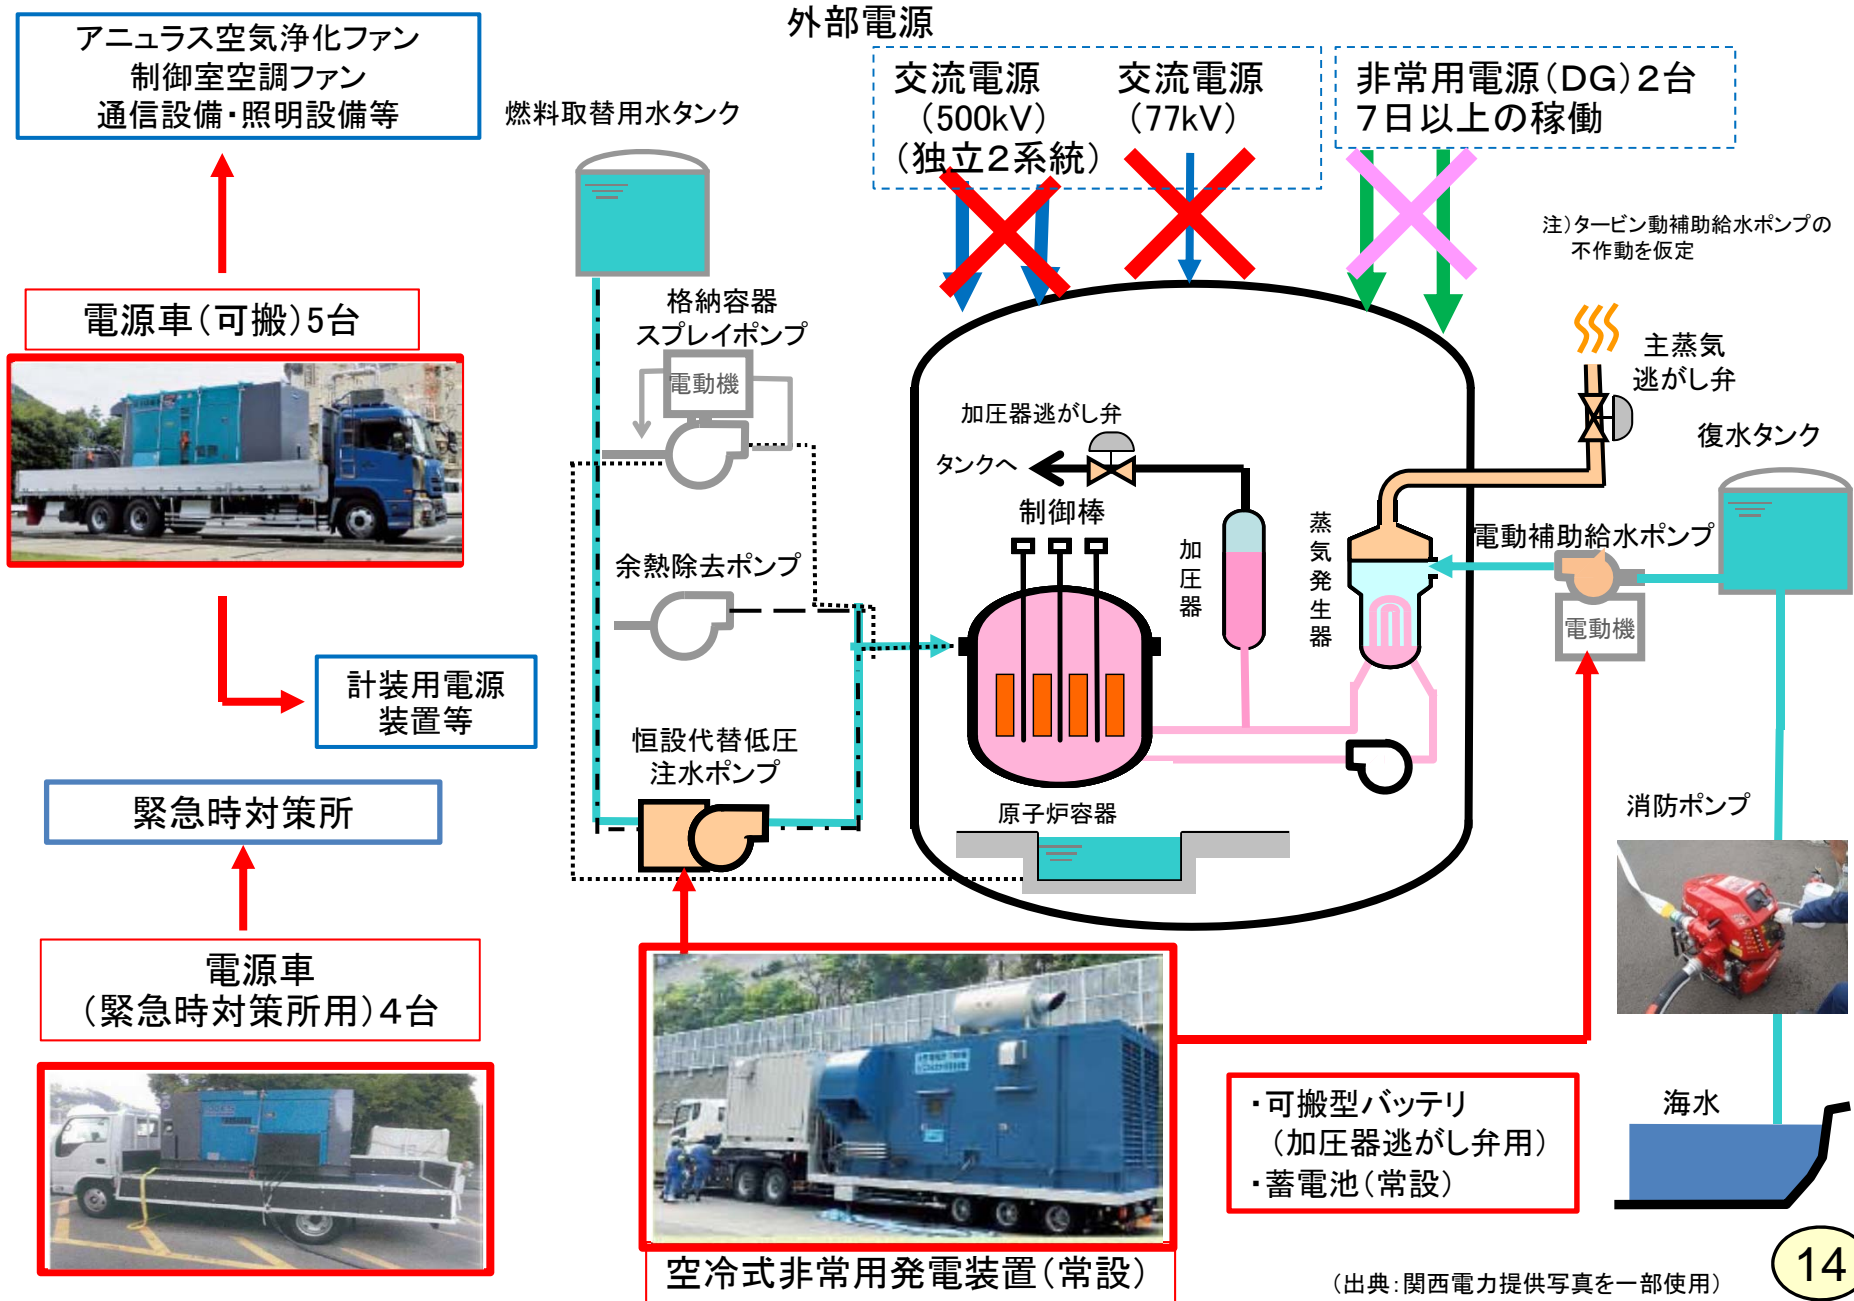 外部電源
アニュラス空気浄化ファン
制御室空調ファン
通信設備・照明設備等
燃料取替用水タンク
交流電源
（500kV）
（独立２系統）
交流電源
（77kV）
非常用電源（ＤＧ）２台
７日以上の稼働
注）タービン動補助給水ポンプの
不作動を仮定
電源車（可搬）5台
格納容器
スプレイポンプ
電動機
主蒸気
逃がし弁
加圧器逃がし弁
タンクへ
復水タンク
制御棒
加圧器
蒸気発生器
電動補助給水ポンプ
電動機
余熱除去ポンプ
計装用電源
装置等
恒設代替低圧
注水ポンプ
緊急時対策所
原子炉容器
消防ポンプ
電源車
（緊急時対策所用）４台
・可搬型バッテリ
（加圧器逃がし弁用）
・蓄電池（常設）
海水
空冷式非常用発電装置（常設）
（出典：関西電力提供写真を一部使用）
14